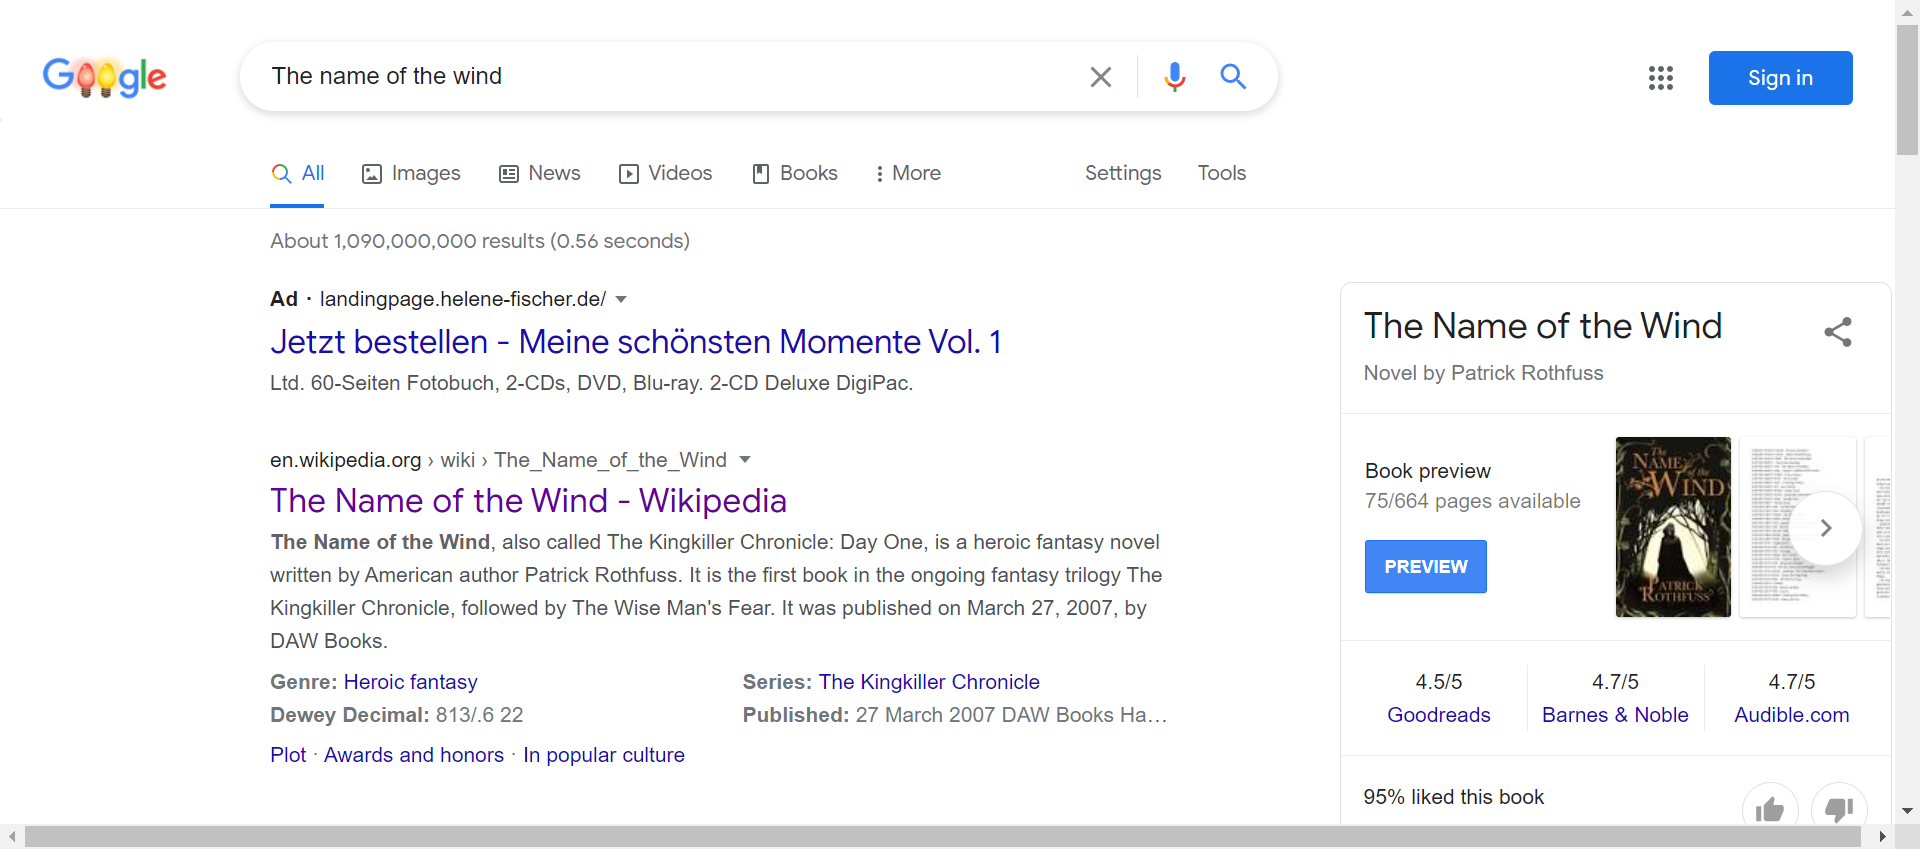 Google
The name of the wind
Sign in
All
Images
News
Videos
Books
More
Settings
Tools
About 1,090,000,000 results (0.56 seconds)
Ad · landingpage.helene-fischer.de/
Jetzt bestellen - Meine schönsten Momente Vol. 1
Ltd. 60-Seiten Fotobuch, 2-CDs, DVD, Blu-ray. 2-CD Deluxe DigiPac.
en.wikipedia.org › wiki › The_Name_of_the_Wind
The Name of the Wind - Wikipedia
The Name of the Wind, also called The Kingkiller Chronicle: Day One, is a heroic fantasy novel
written by American author Patrick Rothfuss. It is the first book in the ongoing fantasy trilogy The
Kingkiller Chronicle, followed by The Wise Man's Fear. It was published on March 27, 2007, by
DAW Books.
Genre: Heroic fantasy
Series: The Kingkiller Chronicle
Dewey Decimal: 813/.6 22
Published: 27 March 2007 DAW Books Ha…
Plot · Awards and honors · In popular culture
The Name of the Wind
Novel by Patrick Rothfuss
Book preview
75/664 pages available
PREVIEW
The
NAME of the
WIND
PATRICK
ROTHFUSS
4.5/5
Goodreads
4.7/5
Barnes & Noble
4.7/5
Audible.com
95% liked this book